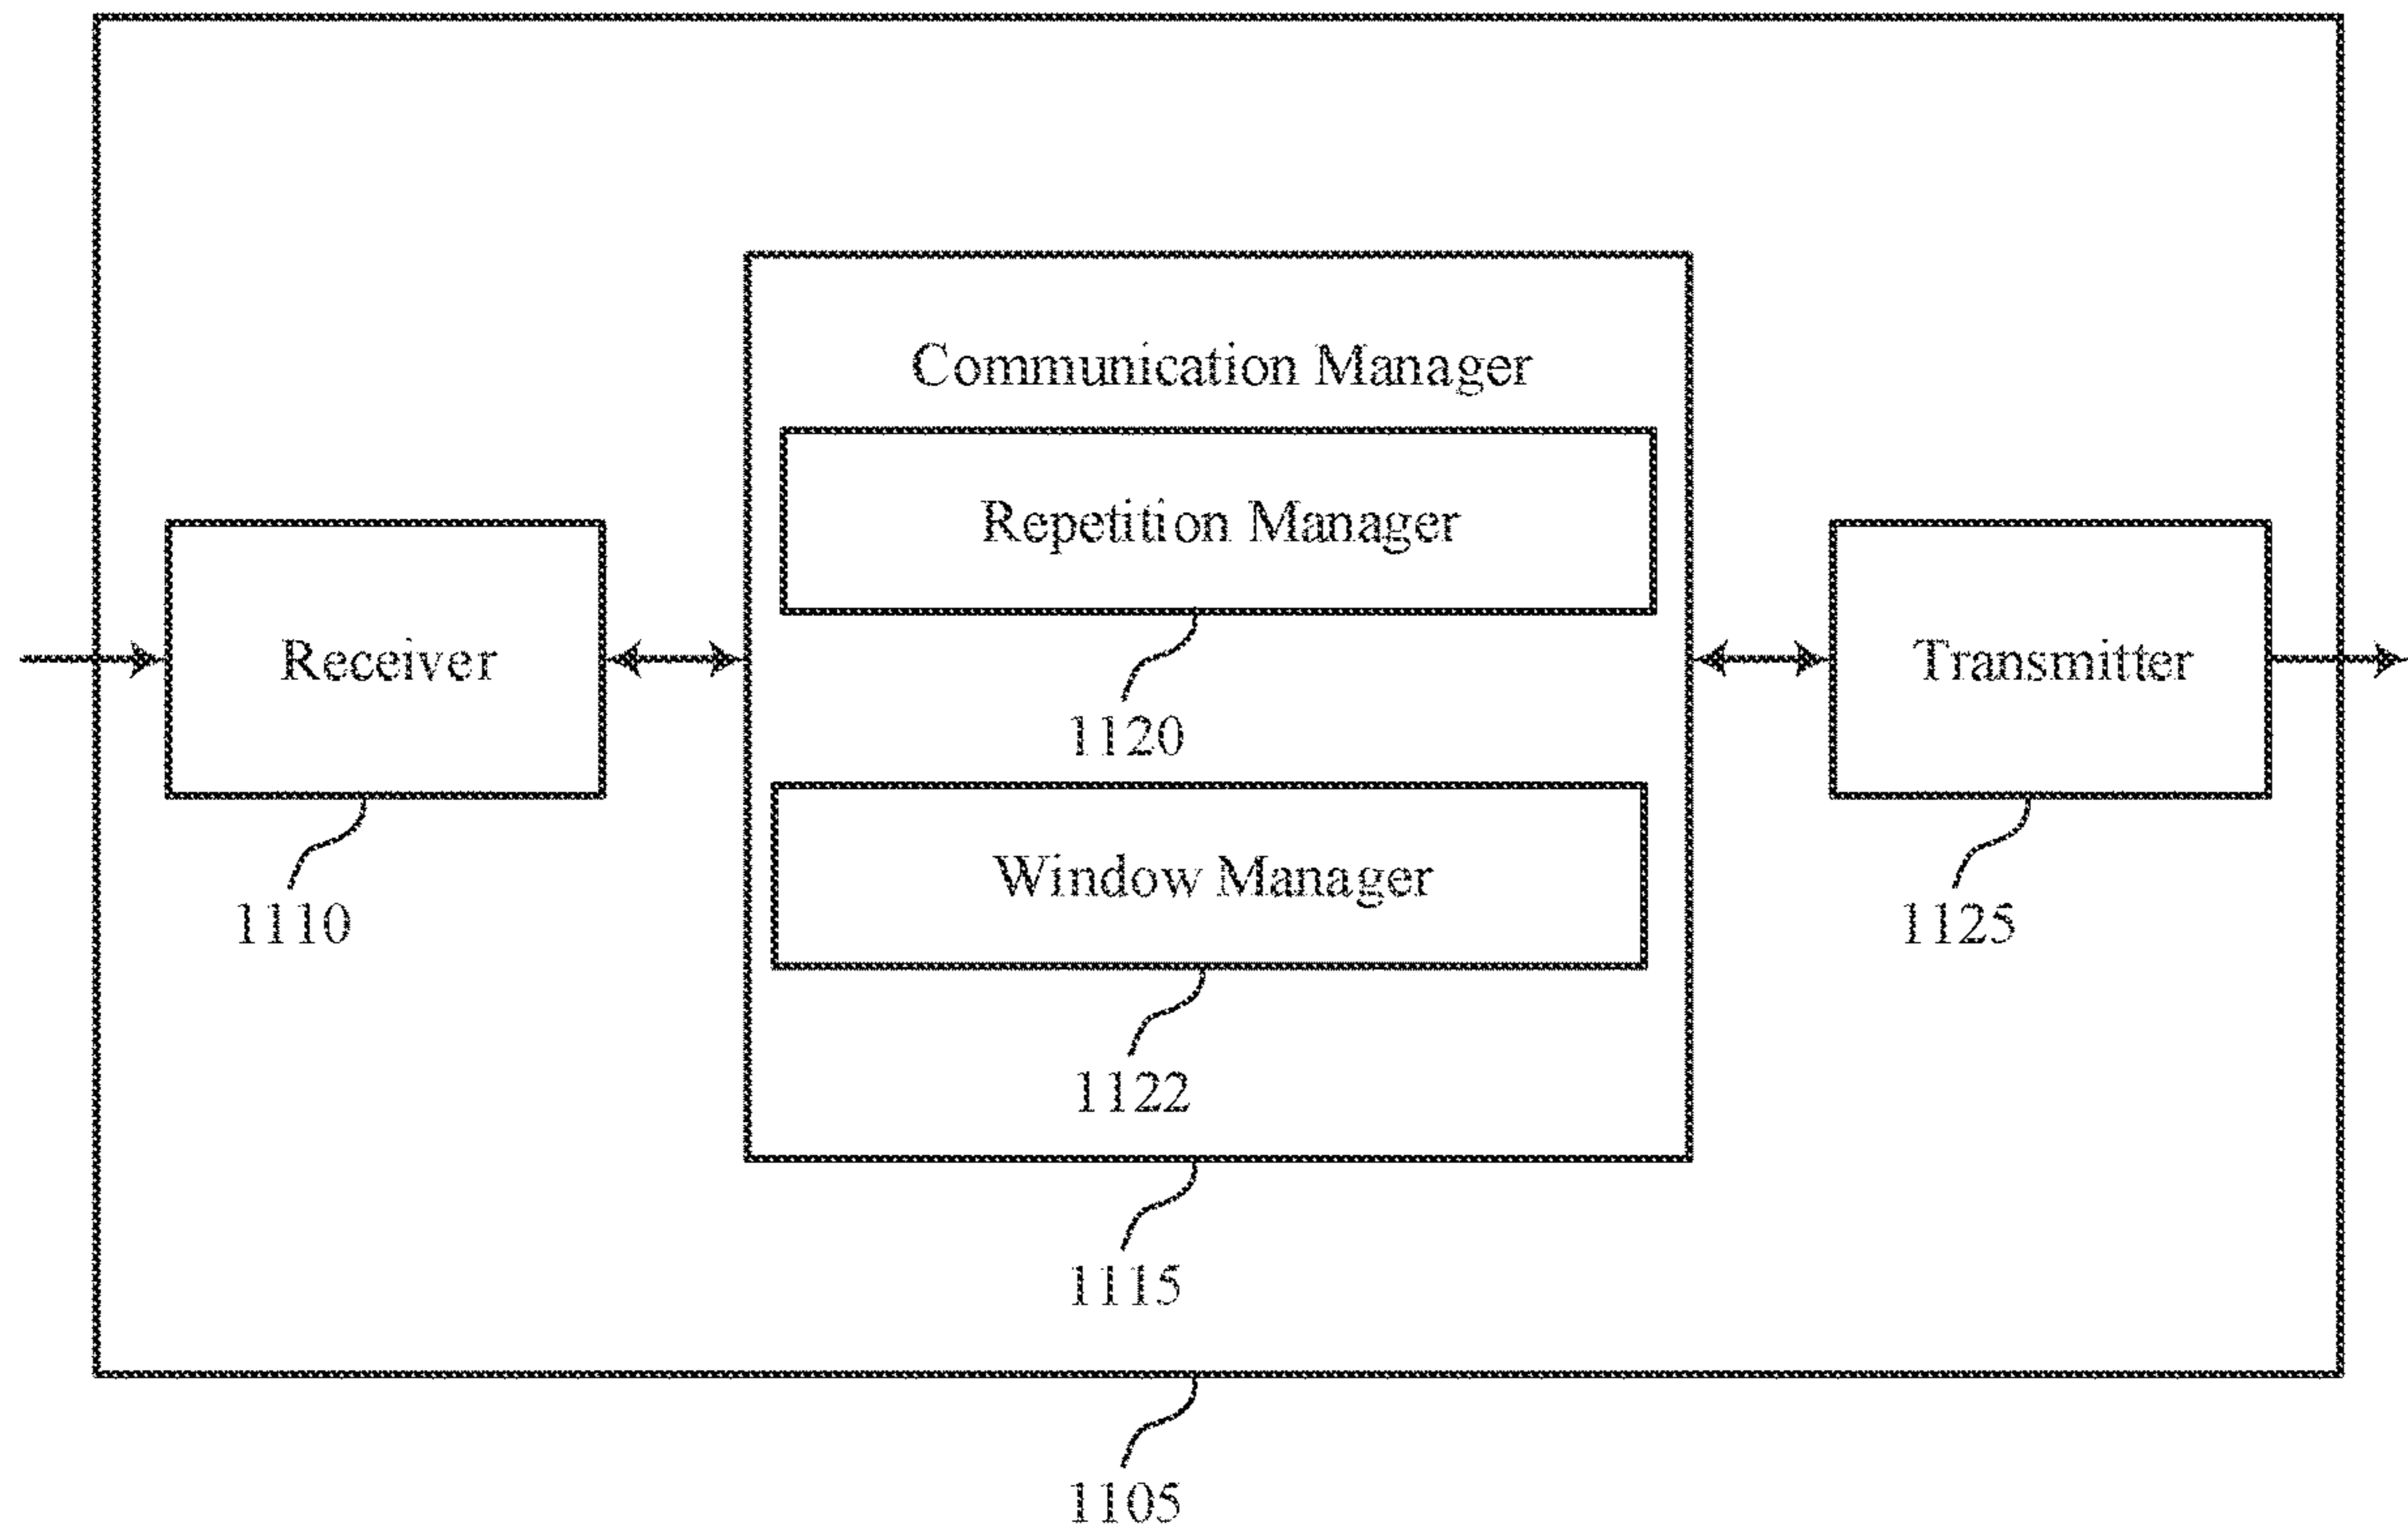 Communication Manager
Repetition Manager
Receiver
Transmitter
1120
Window Manager
1110
1125
1122
1115
1105